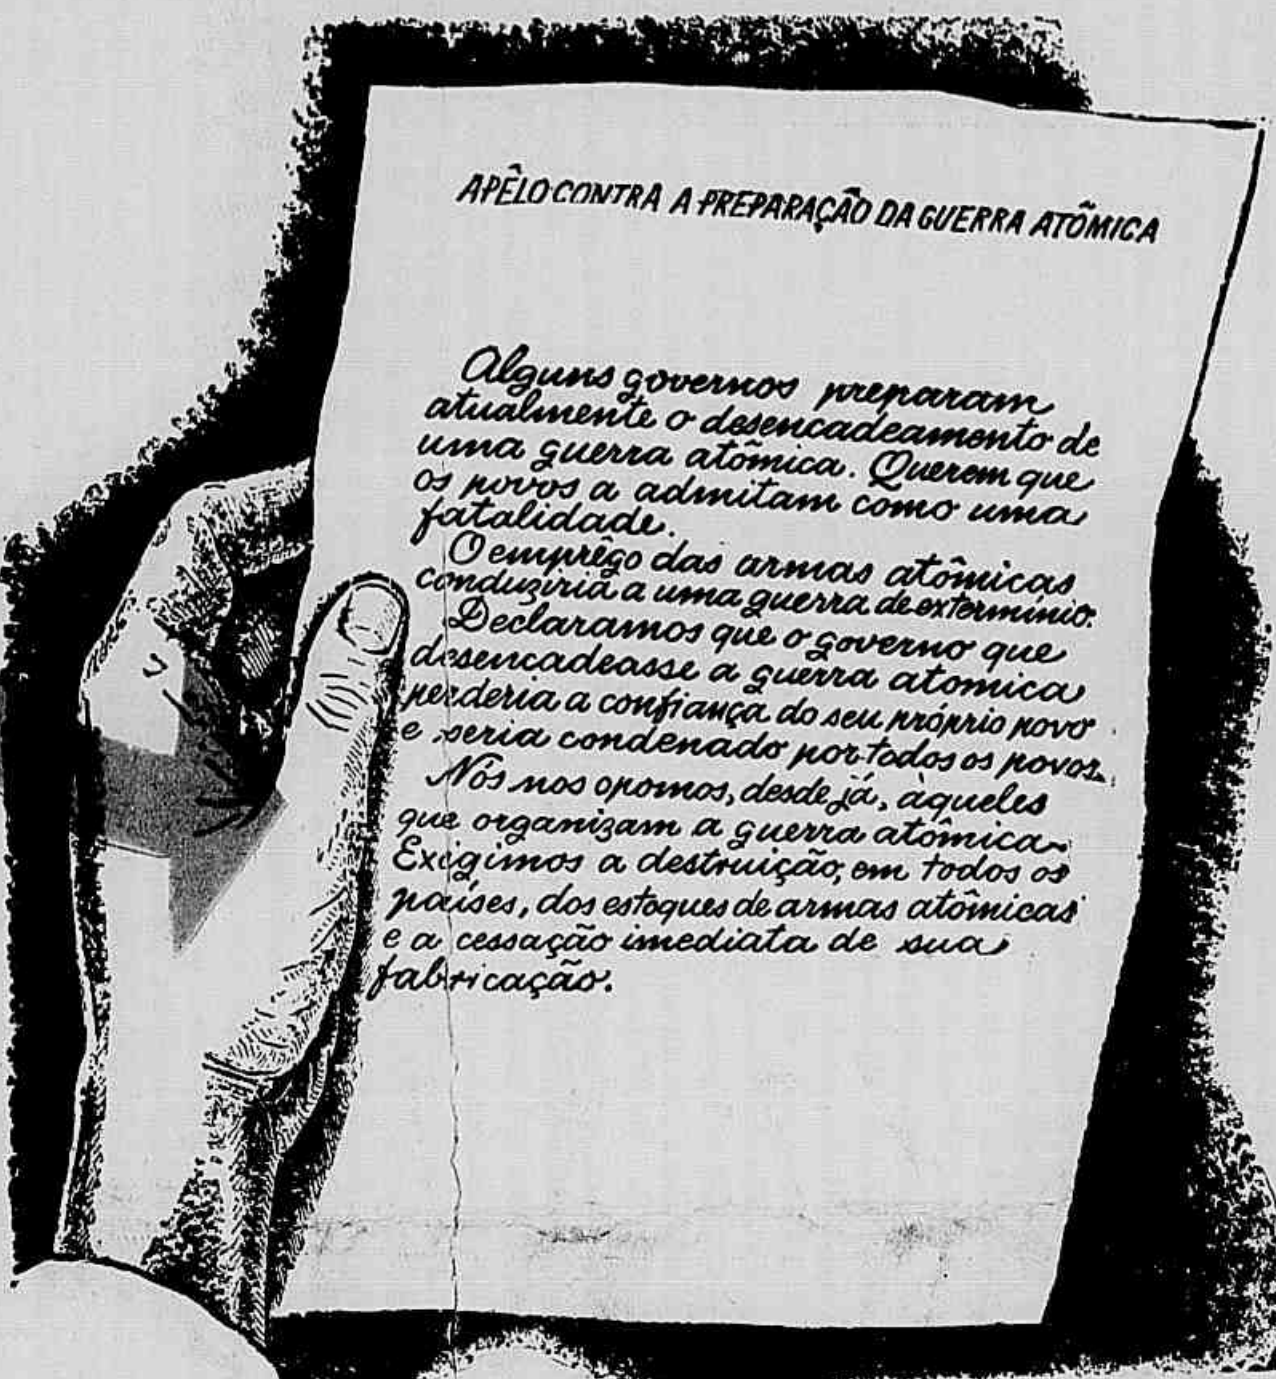 APÊLO CONTRA A PREPARAÇÃO DA GUERRA ATÔMICA
Alguns governos preparam
atualmente o desencadeamento de
uma guerra atômica. Querem que
os povos a admitam como uma
fatalidade.
O emprêgo das armas atômicas
conduziria a uma guerra de extermínio.
Declaramos que o governo que
desencadeasse a guerra atomica
perderia a confiança do seu próprio povo
e seria condenado por todos os povos.
Nós nos opomos, desde já, àqueles
que organizam a guerra atômica.
Exigimos a destruição, em todos os
países, dos estoques de armas atômicas
e a cessação imediata de sua
fabricação.